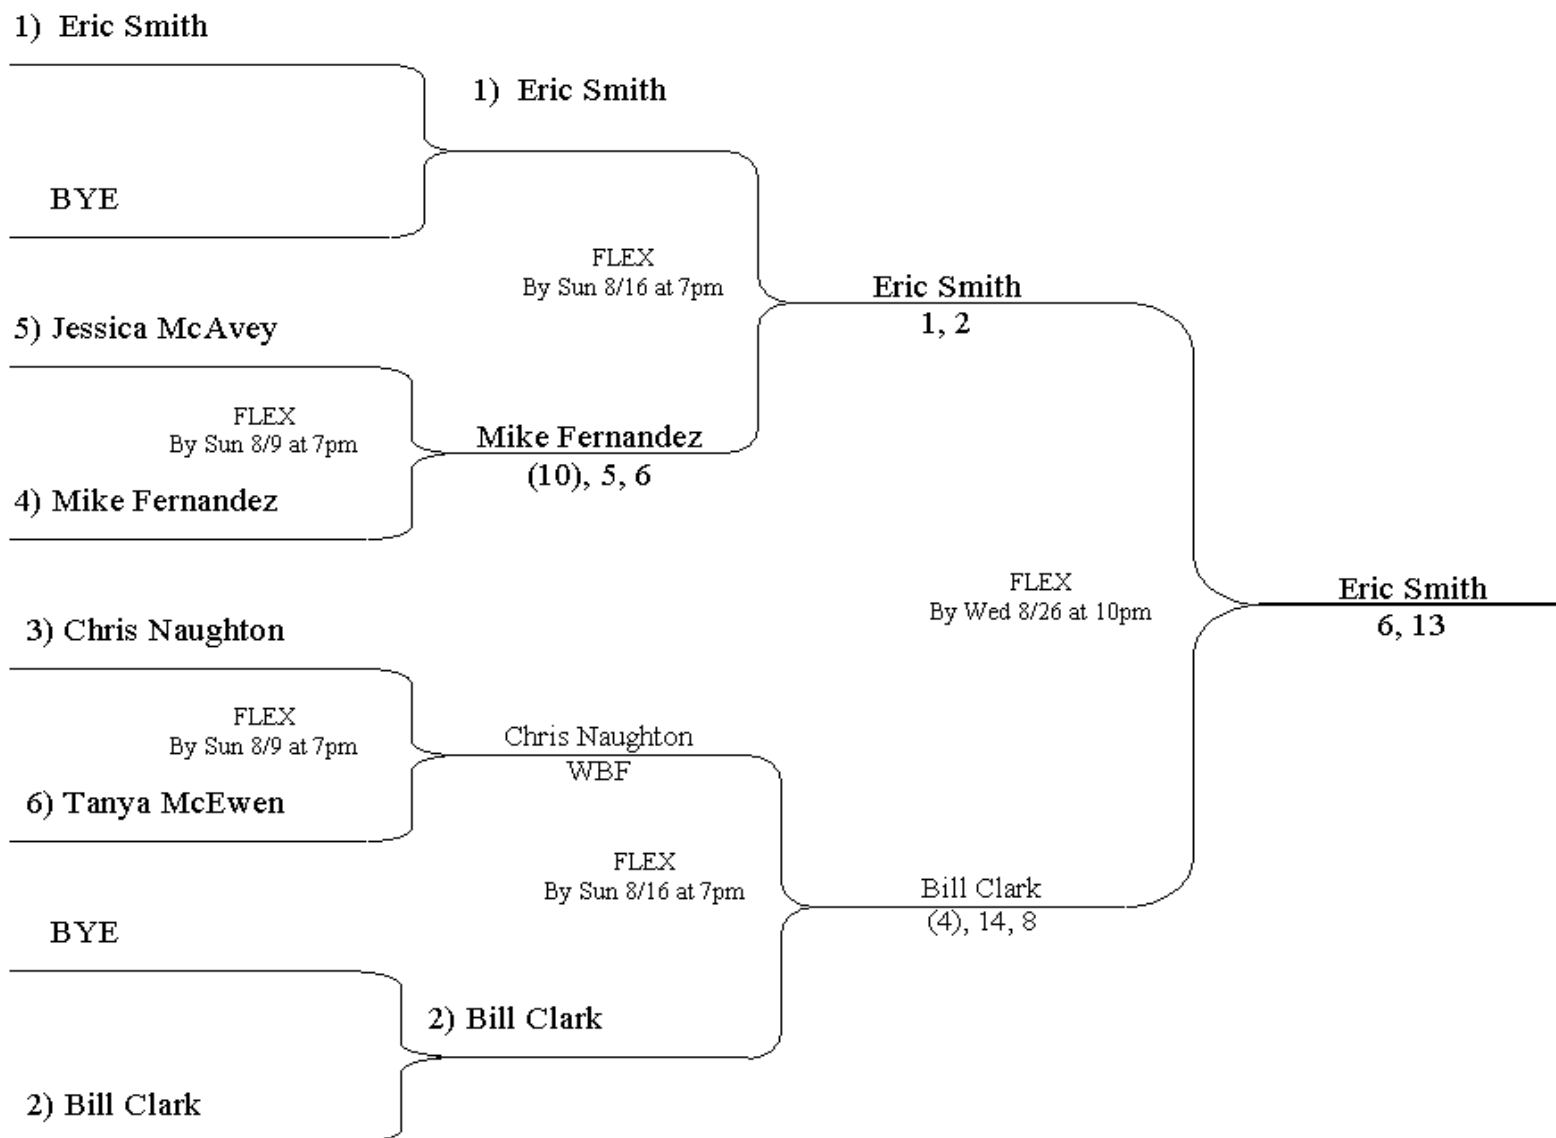 1) Eric Smith
1) Eric Smith
BYE
FLEX
By Sun 8/16 at 7pm
Eric Smith
1, 2
5) Jessica McAvey
FLEX
By Sun 8/9 at 7pm
Mike Fernandez
(10), 5, 6
4) Mike Fernandez
FLEX
By Wed 8/26 at 10pm
Eric Smith
6, 13
3) Chris Naughton
FLEX
By Sun 8/9 at 7pm
Chris Naughton
WBF
6) Tanya McEwen
FLEX
By Sun 8/16 at 7pm
Bill Clark
(4), 14, 8
BYE
2) Bill Clark
2) Bill Clark